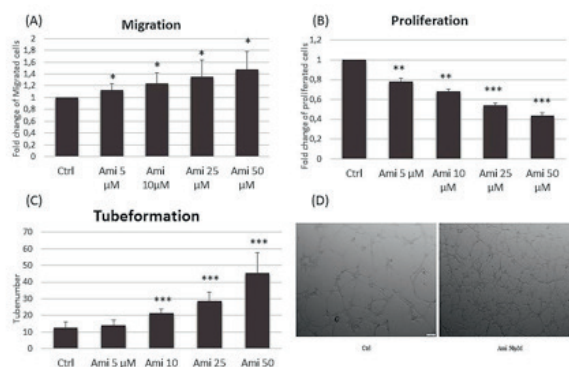 (A)
Migration
Fold change of Migrated cells
2
1,8
1,6
1,4
1,2
1
0,8
0,6
0,4
0,2
0
*
*
*
*
Ctrl
Ami 5 µM
Ami 10µM
Ami 25 µM
Ami 50 µM
(B)
Proliferation
Fold change of proliferated cells
1,2
1
0,8
0,6
0,4
0,2
0
**
**
***
***
Ctrl
Ami 5 µM
Ami 10 µM
Ami 25 µM
Ami 50 µM
(C)
Tubeformation
Tubenumber
70
60
50
40
30
20
10
0
***
***
***
Ctrl
Ami 5 µM
Ami 10
Ami 25
Ami 50
(D)
Ctrl